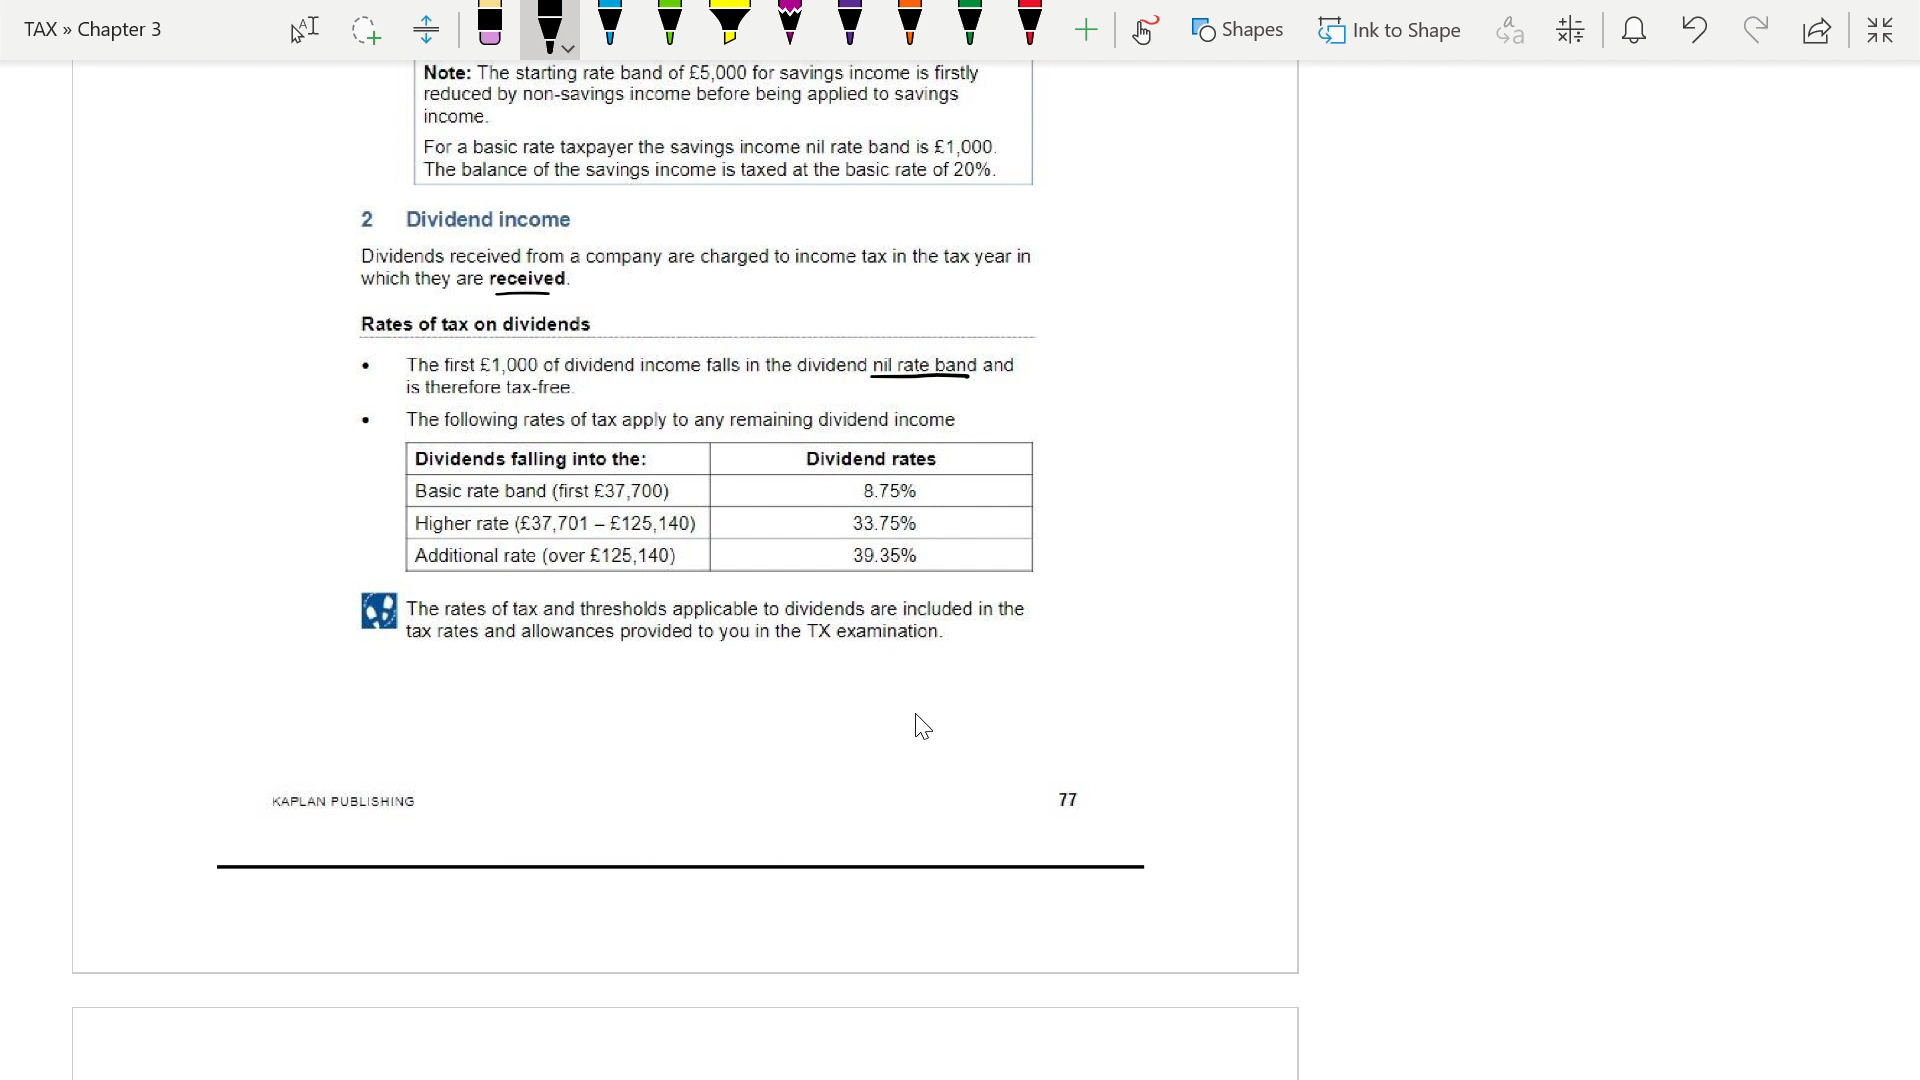 TAX » Chapter 3
Shapes
Ink to Shape
Note: The starting rate band of £5,000 for savings income is firstly
reduced by non-savings income before being applied to savings
income.
For a basic rate taxpayer the savings income nil rate band is £1,000.
The balance of the savings income is taxed at the basic rate of 20%.
2 Dividend income
Dividends received from a company are charged to income tax in the tax year in
which they are received.
Rates of tax on dividends
• The first £1,000 of dividend income falls in the dividend nil rate band and
is therefore tax-free.
• The following rates of tax apply to any remaining dividend income
Dividends falling into the: Dividend rates
Basic rate band (first £37,700) 8.75%
Higher rate (£37,701 – £125,140) 33.75%
Additional rate (over £125,140) 39.35%
The rates of tax and thresholds applicable to dividends are included in the
tax rates and allowances provided to you in the TX examination.
KAPLAN PUBLISHING 77